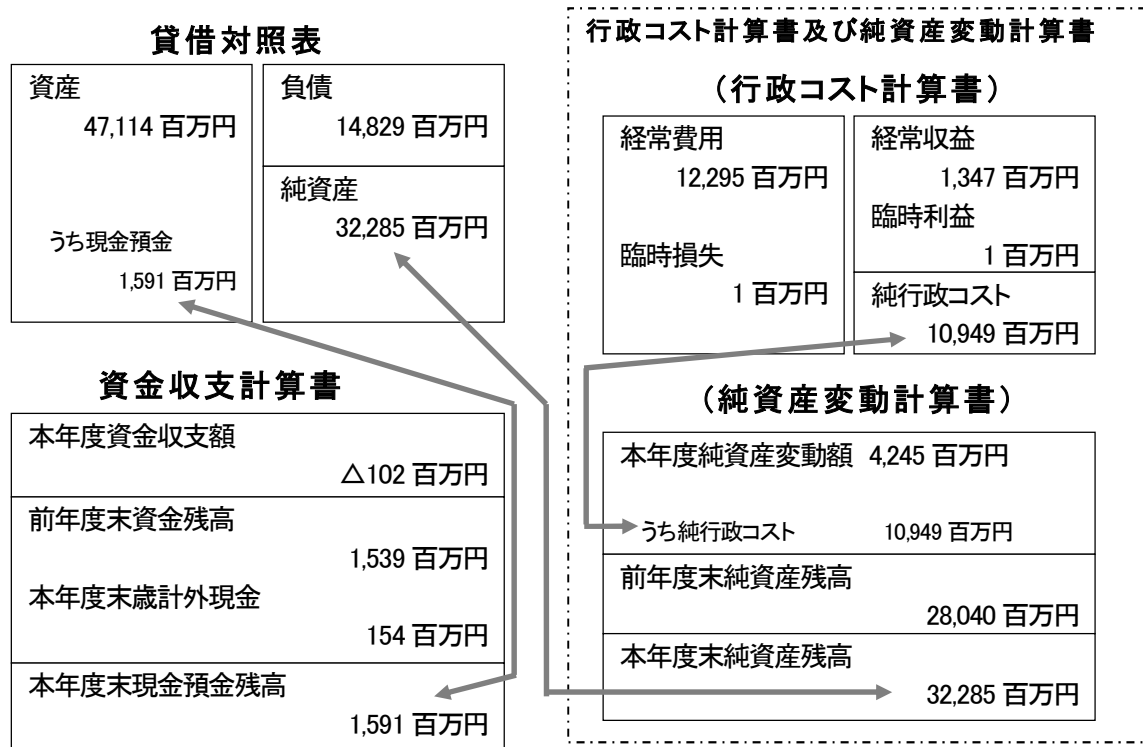 貸借対照表
資産
47,114 百万円
うち現金預金
1,591 百万円
負債
14,829 百万円
純資産
32,285 百万円
資金収支計算書
本年度資金収支額
△102 百万円
前年度末資金残高
1,539 百万円
本年度末歳計外現金
154 百万円
本年度末現金預金残高
1,591 百万円
行政コスト計算書及び純資産変動計算書
(行政コスト計算書)
経常費用
12,295 百万円
臨時損失
1 百万円
経常収益
1,347 百万円
臨時利益
1 百万円
純行政コスト
10,949 百万円
(純資産変動計算書)
本年度純資産変動額 4,245 百万円
うち純行政コスト 10,949 百万円
前年度末純資産残高
28,040 百万円
本年度末純資産残高
32,285 百万円